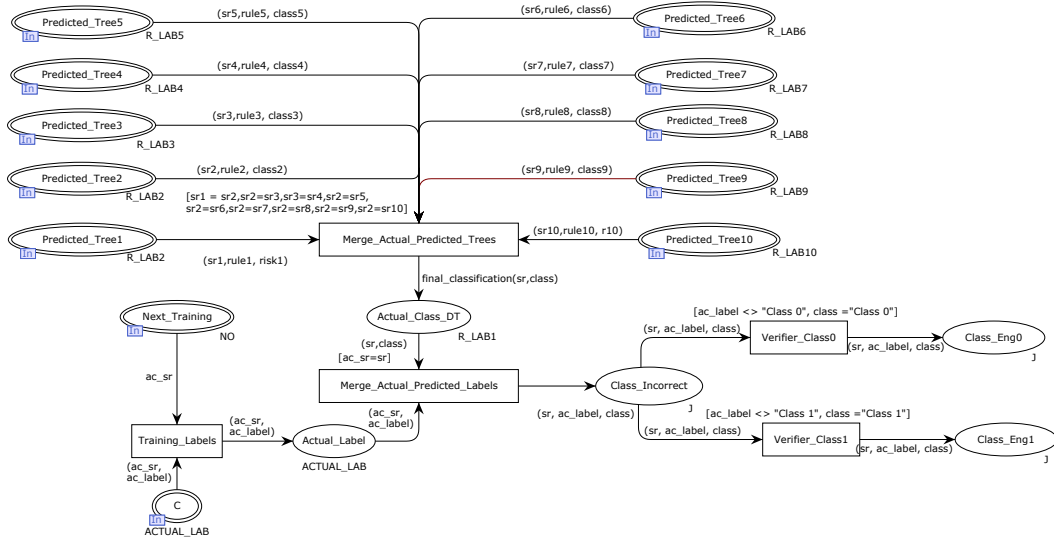 Predicted_Tree5
In
R_LAB5
(sr5,rule5, class5)
(sr6,rule6, class6)
Predicted_Tree6
In
R_LAB6
Predicted_Tree4
In
R_LAB4
(sr4,rule4, class4)
(sr7,rule7, class7)
Predicted_Tree7
In
R_LAB7
Predicted_Tree3
In
R_LAB3
(sr3,rule3, class3)
(sr8,rule8, class8)
Predicted_Tree8
In
R_LAB8
Predicted_Tree2
In
R_LAB2
(sr2,rule2, class2)
(sr9,rule9, class9)
Predicted_Tree9
In
R_LAB9
[sr1 = sr2,sr2=sr3,sr3=sr4,sr2=sr5,
sr2=sr6,sr2=sr7,sr2=sr8,sr2=sr9,sr2=sr10]
Predicted_Tree1
In
R_LAB2
(sr1,rule1, risk1)
Merge_Actual_Predicted_Trees
(sr10,rule10, r10)
Predicted_Tree10
In
R_LAB10
final_classification(sr,class)
Next_Training
In
NO
Actual_Class_DT
R_LAB1
(sr,class)
[ac_sr=sr]
[ac_label <> "Class 0", class ="Class 0"]
Verifier_Class0
(sr, ac_label, class)
(sr, ac_label, class)
Class_Eng0
J
ac_sr
Merge_Actual_Predicted_Labels
Class_Incorrect
J
(sr, ac_label, class)
(ac_sr,
ac_label)
(ac_sr,
ac_label)
[ac_label <> "Class 1", class ="Class 1"]
(sr, ac_label, class)
Training_Labels
Actual_Label
ACTUAL_LAB
Verifier_Class1
(sr, ac_label, class)
Class_Eng1
J
(ac_sr,
ac_label)
C
In
ACTUAL_LAB